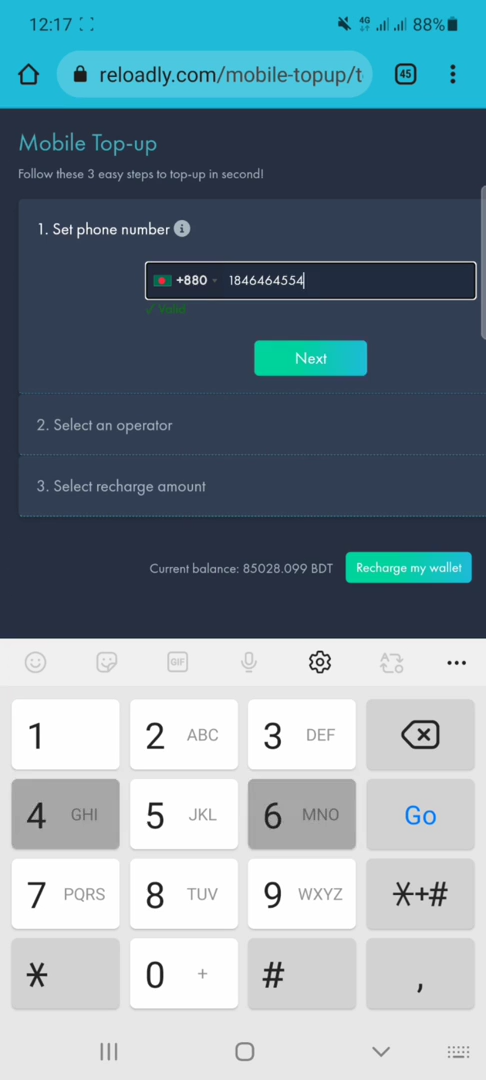 12:17 4G 88%
reloadly.com/mobile-topup/t 45
Mobile Top-up
Follow these 3 easy steps to top-up in second!
1. Set phone number i
+880 1846464554
✓ Valid
Next
2. Select an operator
3. Select recharge amount
Current balance: 85028.099 BDT Recharge my wallet
GIF
1 2 ABC 3 DEF
4 GHI 5 JKL 6 MNO Go
7 PQRS 8 TUV 9 WXYZ *+#
* 0 + # ,